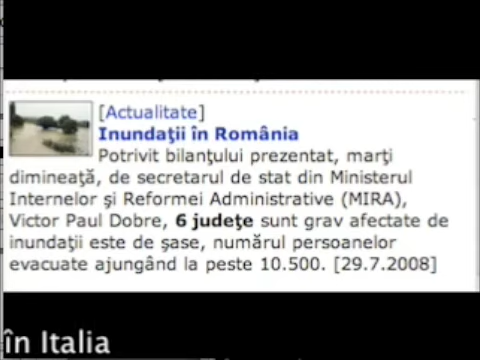 [Actualitate]
Inundaţii în România
Potrivit bilanţului prezentat, marţi
dimineaţă, de secretarul de stat din Ministerul
Internelor şi Reformei Administrative (MIRA),
Victor Paul Dobre, 6 judeţe sunt grav afectate de
inundaţii este de şase, numărul persoanelor
evacuate ajungând la peste 10.500. [29.7.2008]
în Italia